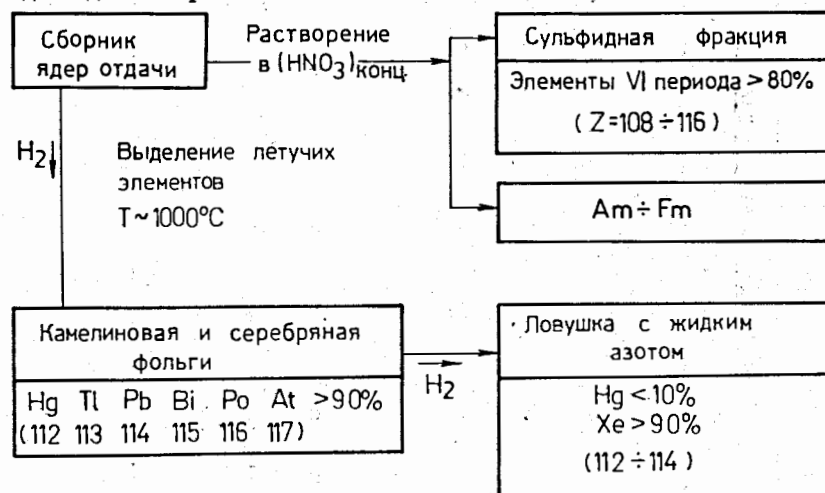 Сборник
ядер отдачи
Растворение
в (HNO₃)конц.
Сульфидная фракция
Элементы VI периода > 80%
(Z=108÷116)
Am÷Fm
H₂
Выделение летучих
элементов
T~1000°C
Камелиновая и серебряная
фольги
Hg Tl Pb Bi Po At >90%
(112 113 114 115 116 117)
H₂
Ловушка с жидким
азотом
Hg < 10%
Xe > 90%
(112÷114)